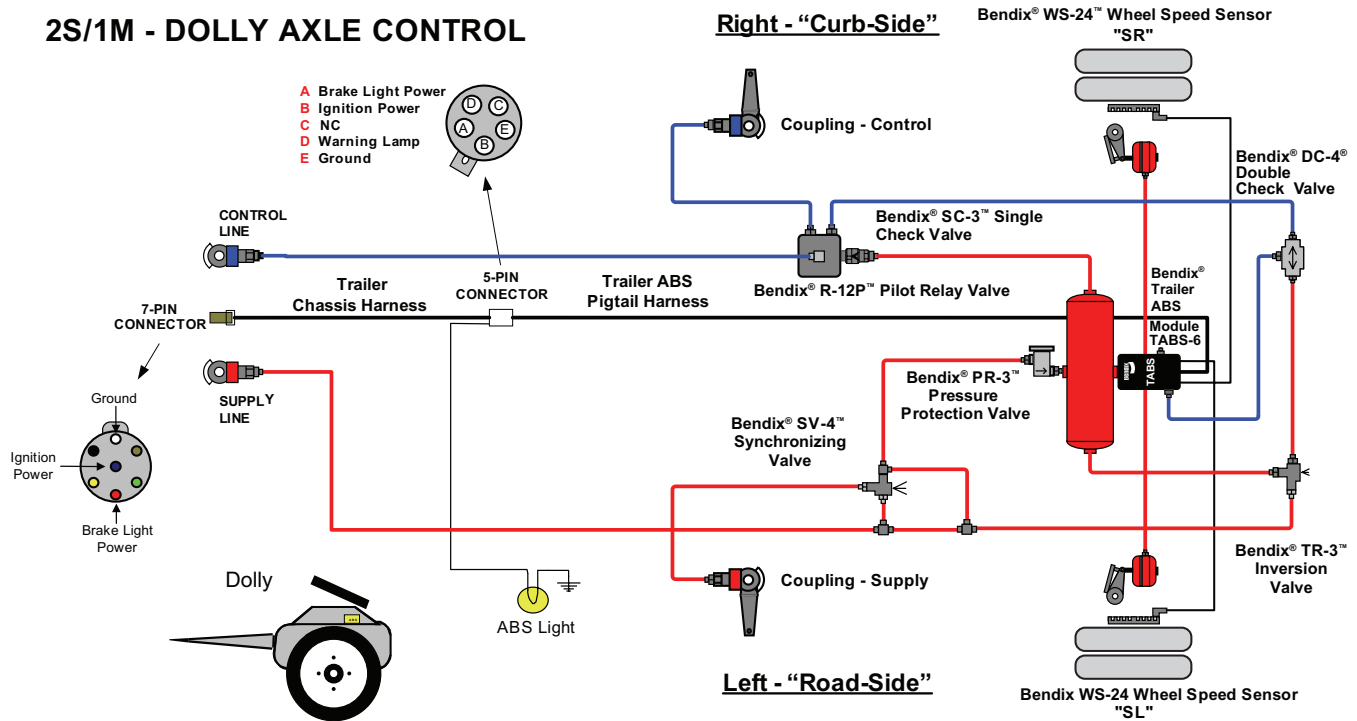 2S/1M - DOLLY AXLE CONTROL
Right - “Curb-Side”
Bendix® WS-24™ Wheel Speed Sensor
"SR"
A Brake Light Power
B Ignition Power
C NC
D Warning Lamp
E Ground
D
C
A
E
B
Coupling - Control
Bendix® DC-4®
Double
Check Valve
CONTROL
LINE
Bendix® SC-3™ Single
Check Valve
Trailer
Chassis Harness
5-PIN
CONNECTOR
Trailer ABS
Pigtail Harness
Bendix® R-12P™ Pilot Relay Valve
Bendix®
Trailer
ABS
Module
TABS-6
7-PIN
CONNECTOR
BENDIX
TABS
SUPPLY
LINE
Bendix® PR-3™
Pressure
Protection Valve
Ground
Bendix® SV-4™
Synchronizing
Valve
Ignition
Power
Brake Light
Power
Bendix® TR-3™
Inversion
Valve
Dolly
ABS
ABS Light
Coupling - Supply
Left - “Road-Side”
Bendix WS-24 Wheel Speed Sensor
"SL"